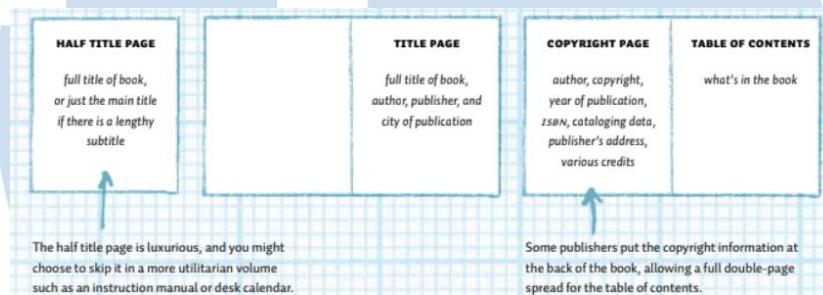 HALF TITLE PAGE
full title of book,
or just the main title
if there is a lengthy
subtitle
TITLE PAGE
full title of book,
author, publisher, and
city of publication
COPYRIGHT PAGE
author, copyright,
year of publication,
ISBN, cataloging data,
publisher's address,
various credits
TABLE OF CONTENTS
what's in the book
The half title page is luxurious, and you might
choose to skip it in a more utilitarian volume
such as an instruction manual or desk calendar.
Some publishers put the copyright information at
the back of the book, allowing a full double-page
spread for the table of contents.